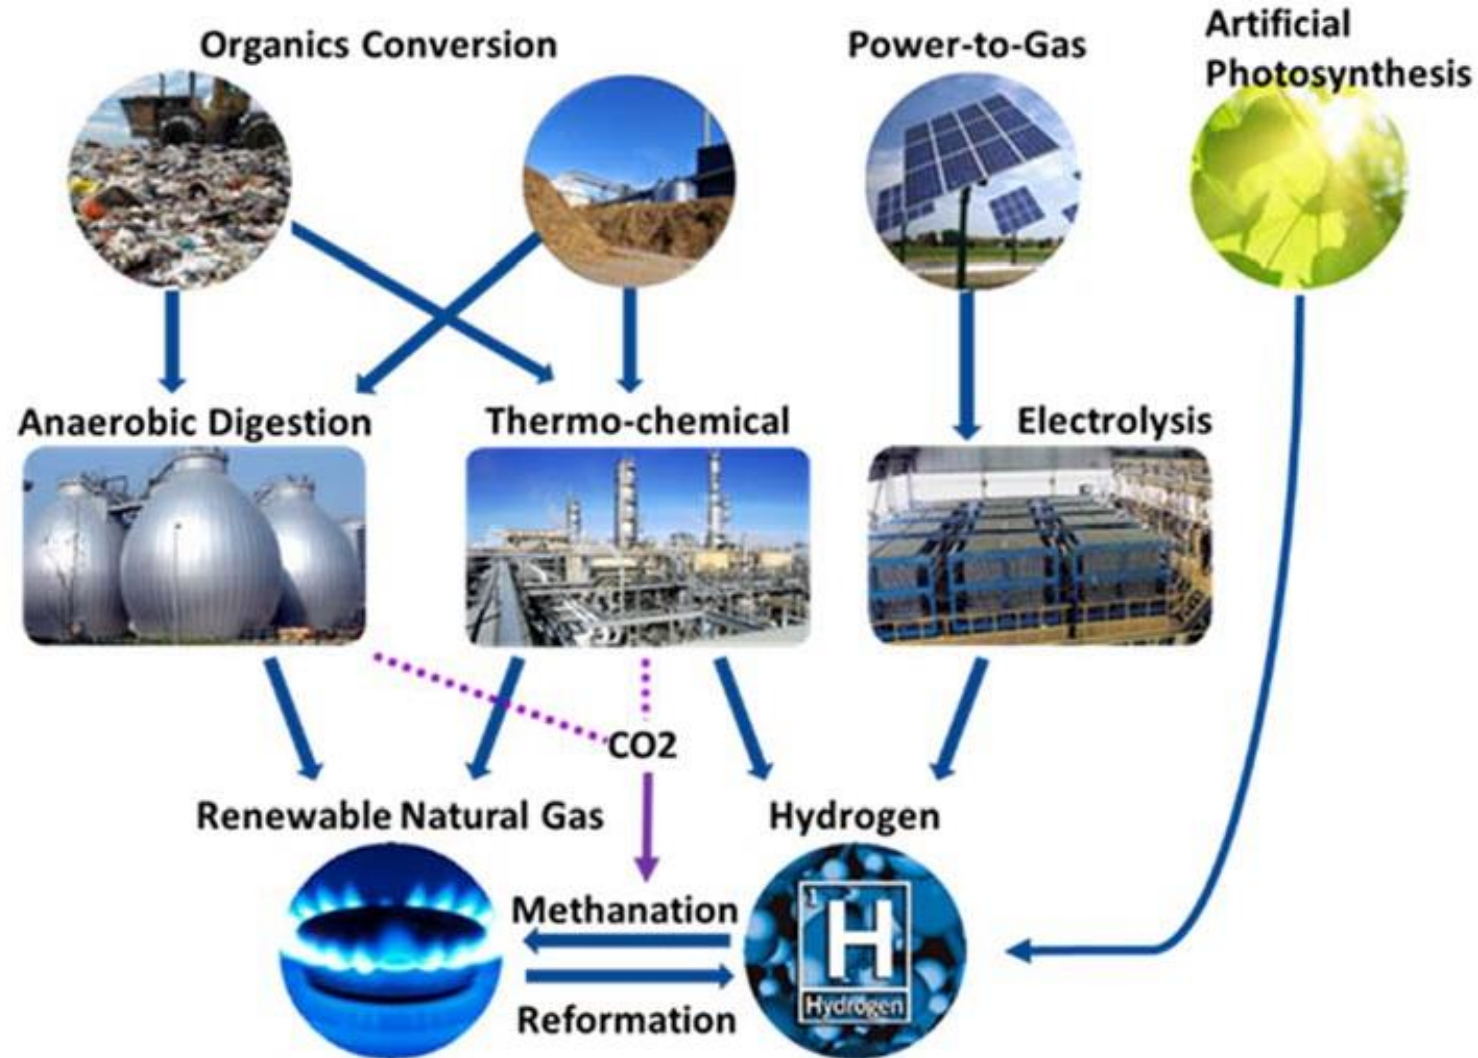 Organics Conversion
Power-to-Gas
Artificial
Photosynthesis
Anaerobic Digestion
Thermo-chemical
Electrolysis
CO2
Renewable Natural Gas
Hydrogen
Methanation
1
H
Hydrogen
Reformation